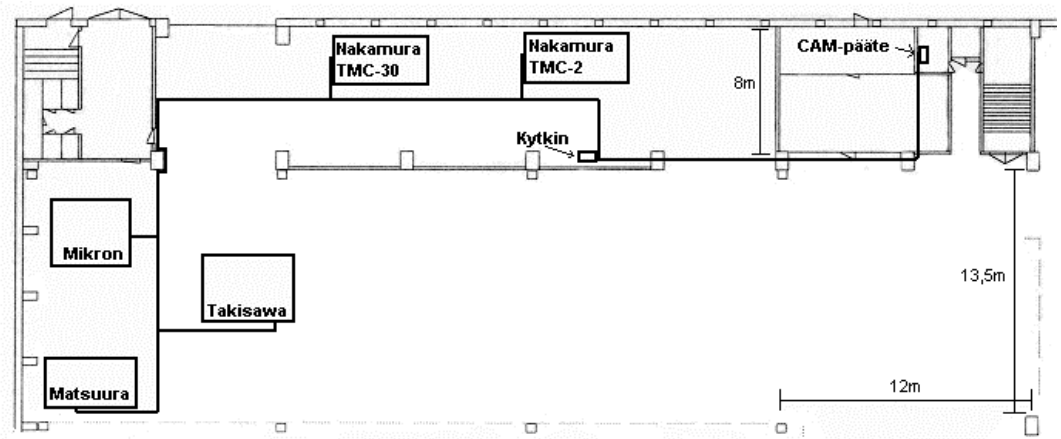 Nakamura
TMC-30
Nakamura
TMC-2
CAM-pääte
8m
Kytkin
Mikron
Takisawa
13,5m
Matsuura
12m